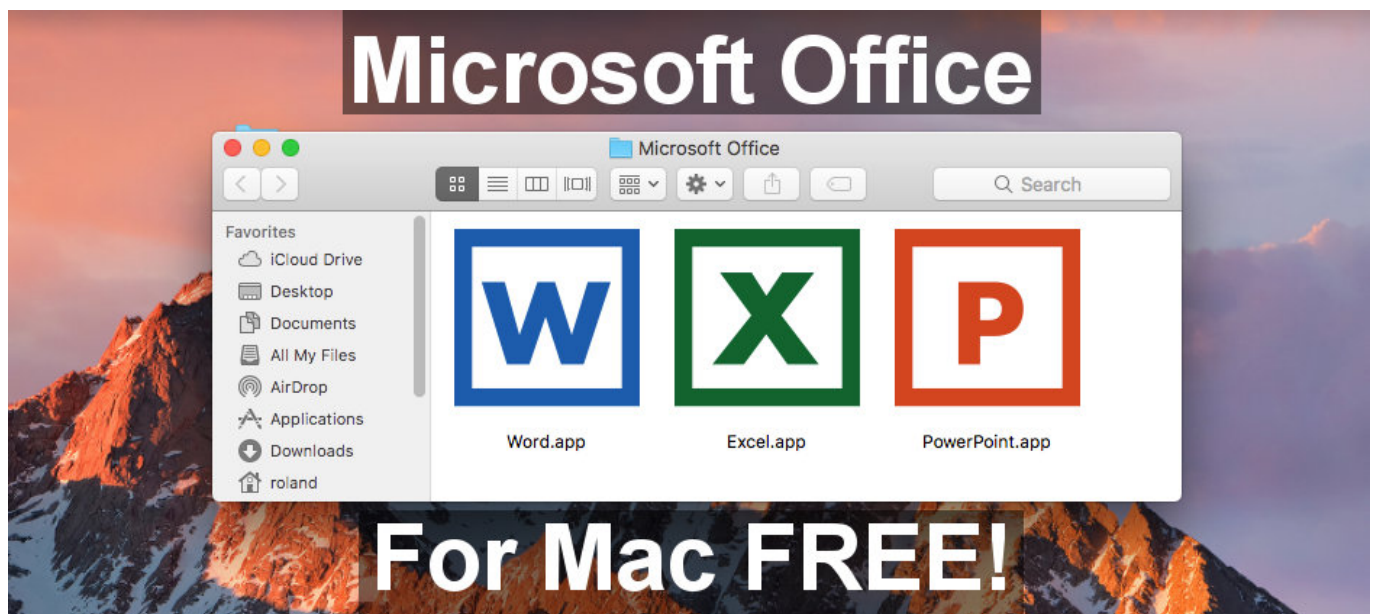 Microsoft Office
Microsoft Office
Search
Favorites
iCloud Drive
Desktop
Documents
All My Files
AirDrop
Applications
Downloads
roland
W
X
P
Word.app
Excel.app
PowerPoint.app
For Mac FREE!